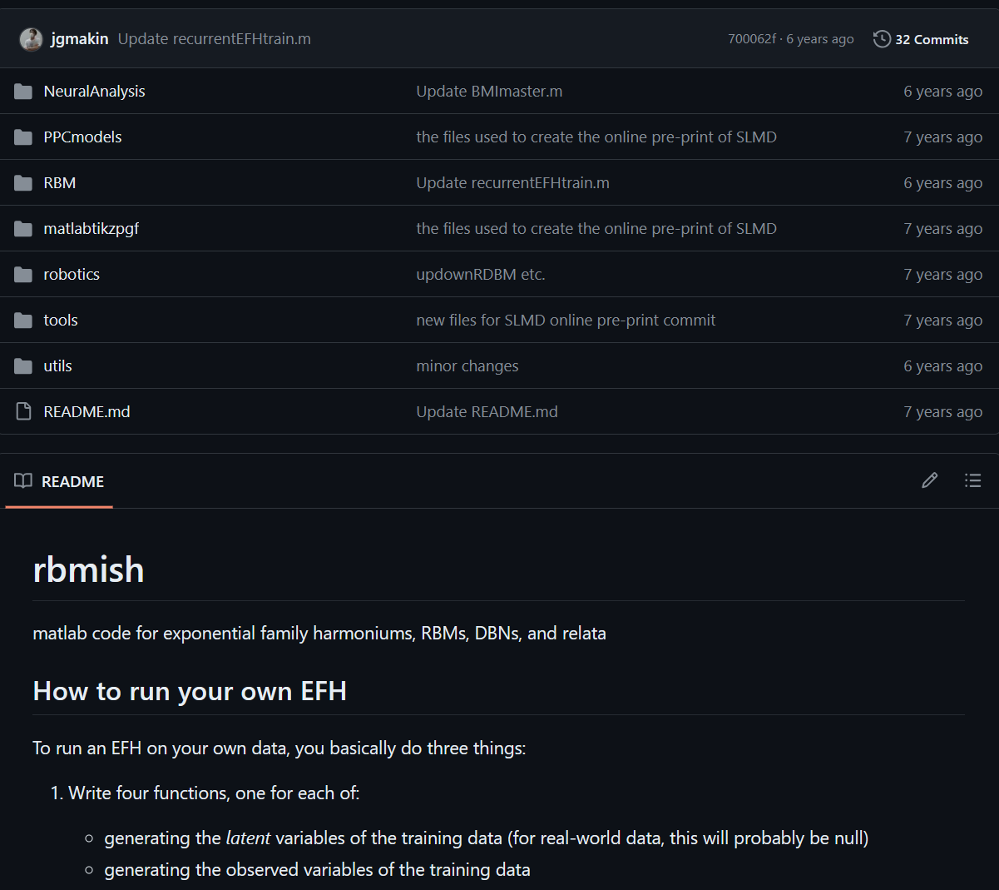 jgmakin Update recurrentEFHtrain.m 700062f · 6 years ago 32 Commits
NeuralAnalysis Update BMImaster.m 6 years ago
PPCmodels the files used to create the online pre-print of SLMD 7 years ago
RBM Update recurrentEFHtrain.m 6 years ago
matlabtikzpgf the files used to create the online pre-print of SLMD 7 years ago
robotics updownRDBM etc. 7 years ago
tools new files for SLMD online pre-print commit 7 years ago
utils minor changes 6 years ago
README.md Update README.md 7 years ago
README
rbmish
matlab code for exponential family harmoniums, RBMs, DBNs, and relata
How to run your own EFH
To run an EFH on your own data, you basically do three things:
1. Write four functions, one for each of:
◦ generating the latent variables of the training data (for real-world data, this will probably be null)
◦ generating the observed variables of the training data